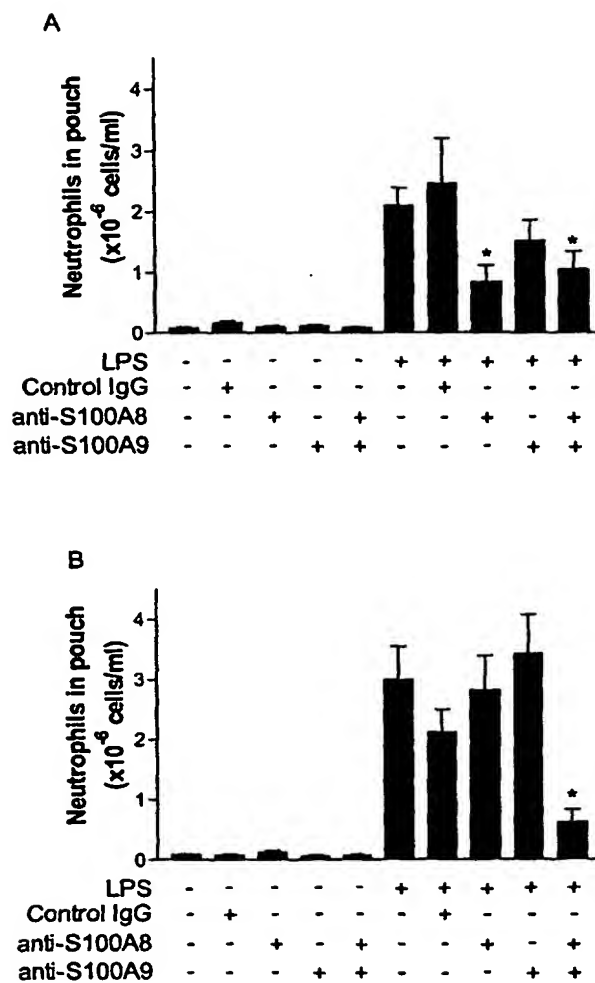 A
Neutrophils in pouch
(x10⁻⁶ cells/ml)
4
3
2
1
0
* *
LPS - - - - - + + + + +
Control IgG - + - - - - + - - -
anti-S100A8 - - + - + - - + - +
anti-S100A9 - - - + + - - - + +
B
Neutrophils in pouch
(x10⁻⁶ cells/ml)
4
3
2
1
0
*
LPS - - - - - + + + + +
Control IgG - + - - - - + - - -
anti-S100A8 - - + - + - - + - +
anti-S100A9 - - - + + - - - + +